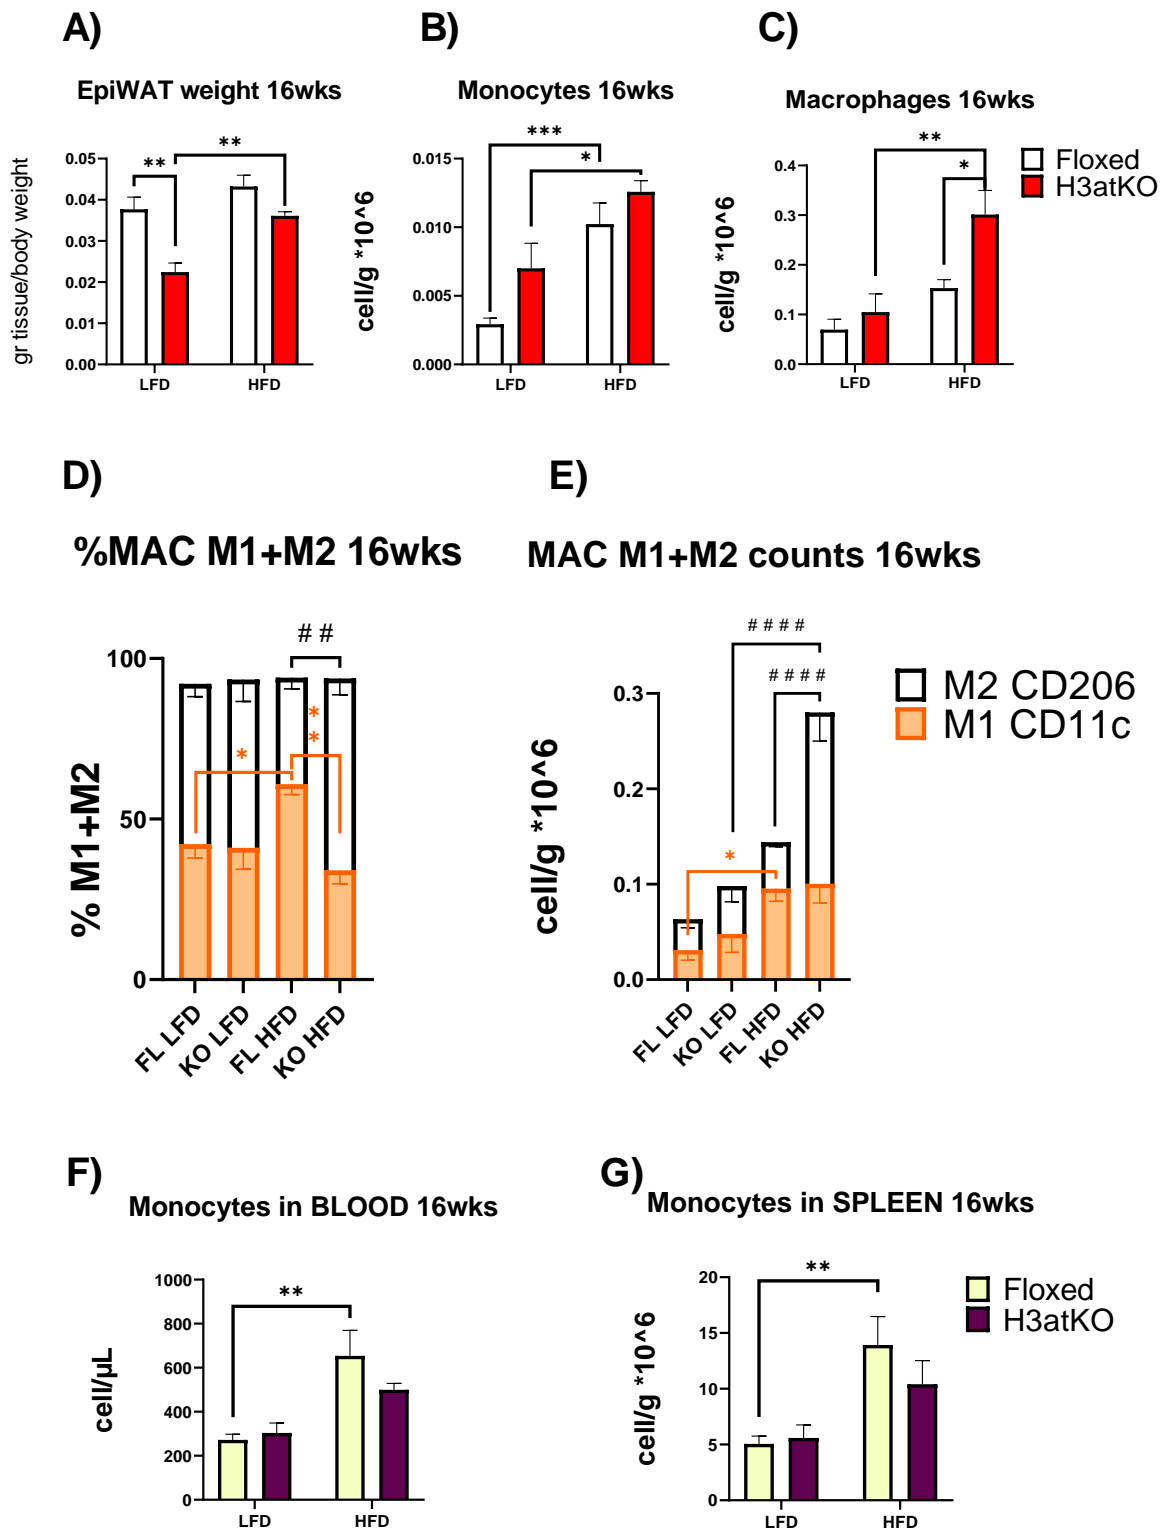 A)
B)
C)
EpiWAT weight 16wks
Monocytes 16wks
Macrophages 16wks
gr tissue/body weight
0.05
0.04
0.03
0.02
0.01
0.00
**
**
LFD
HFD
cell/g *10^6
0.015
0.010
0.005
0.000
***
*
LFD
HFD
cell/g *10^6
0.4
0.3
0.2
0.1
0.0
**
*
LFD
HFD
Floxed
H3atKO
D)
E)
%MAC M1+M2 16wks
MAC M1+M2 counts 16wks
% M1+M2
100
50
0
##
*
*
*
FL LFD
KO LFD
FL HFD
KO HFD
cell/g *10^6
0.3
0.2
0.1
0.0
####
####
*
FL LFD
KO LFD
FL HFD
KO HFD
M2 CD206
M1 CD11c
F)
G)
Monocytes in BLOOD 16wks
Monocytes in SPLEEN 16wks
cell/µL
1000
800
600
400
200
0
**
LFD
HFD
cell/g *10^6
20
15
10
5
0
**
LFD
HFD
Floxed
H3atKO